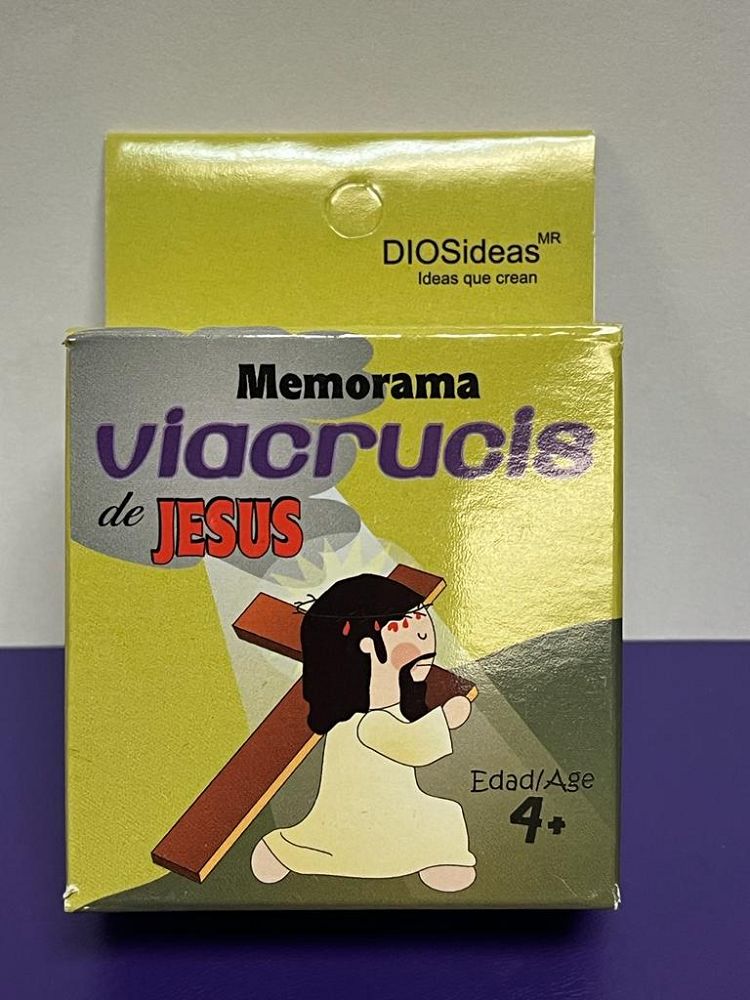 DIOSideas MR
Ideas que crean
Memorama
viacrucis
de JESUS
Edad/Age
4+